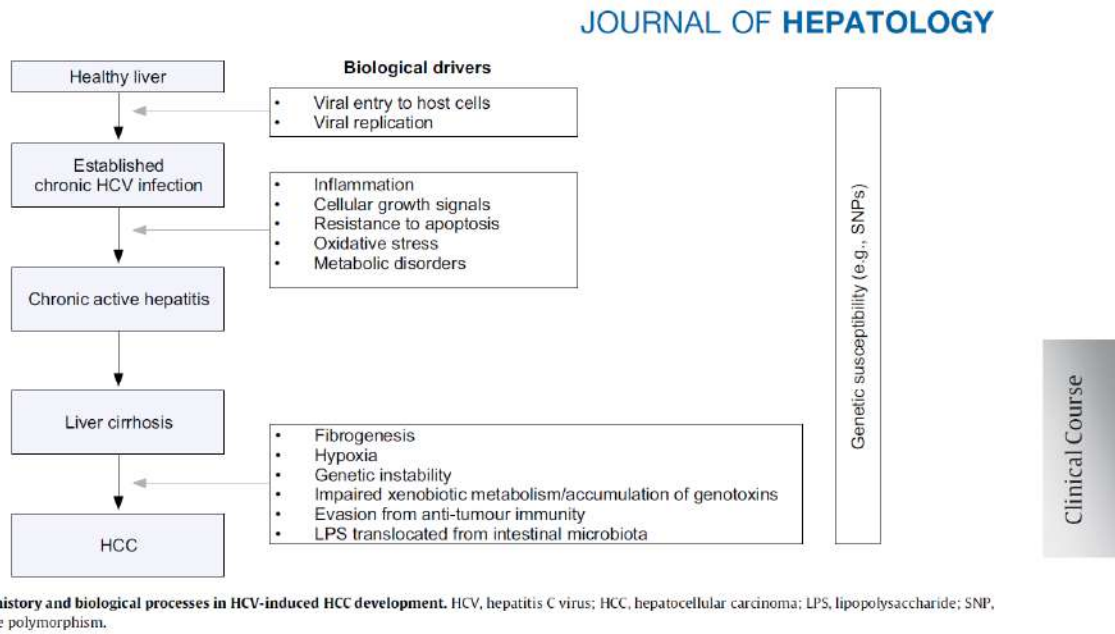 JOURNAL OF HEPATOLOGY
Healthy liver
Biological drivers
• Viral entry to host cells
• Viral replication
Established
chronic HCV infection
• Inflammation
• Cellular growth signals
• Resistance to apoptosis
• Oxidative stress
• Metabolic disorders
Chronic active hepatitis
Liver cirrhosis
• Fibrogenesis
• Hypoxia
• Genetic instability
• Impaired xenobiotic metabolism/accumulation of genotoxins
• Evasion from anti-tumour immunity
• LPS translocated from intestinal microbiota
HCC
Genetic susceptibility (e.g., SNPs)
Clinical Course
history and biological processes in HCV-induced HCC development. HCV, hepatitis C virus; HCC, hepatocellular carcinoma; LPS, lipopolysaccharide; SNP,
polymorphism.